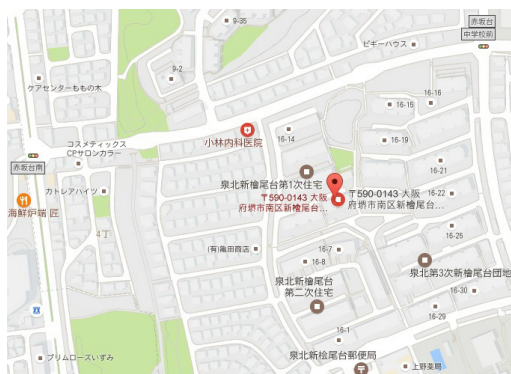 9-35
赤坂台
中学校前
ビギーハウス
9-2
ケアセンターももの木
16-16
16-15
コスメティックス
CPサロンカラー
小林内科医院
16-14
16-19
赤坂台南
16-21
泉北新檜尾台第1次住宅
カトレアハイツ
〒590-0143 大阪
府堺市南区新檜尾台...
〒590-0143 大阪
府堺市南区新檜尾台...
16-22
海鮮炉端 匠
4丁
16-25
(有)亀田商店
16-7
16-8
泉北第3次新檜尾台団地
泉北新檜尾台
第二次住宅
16-30
16-29
16-1
プリムローズいずみ
泉北新桧尾台郵便局
上野薬局